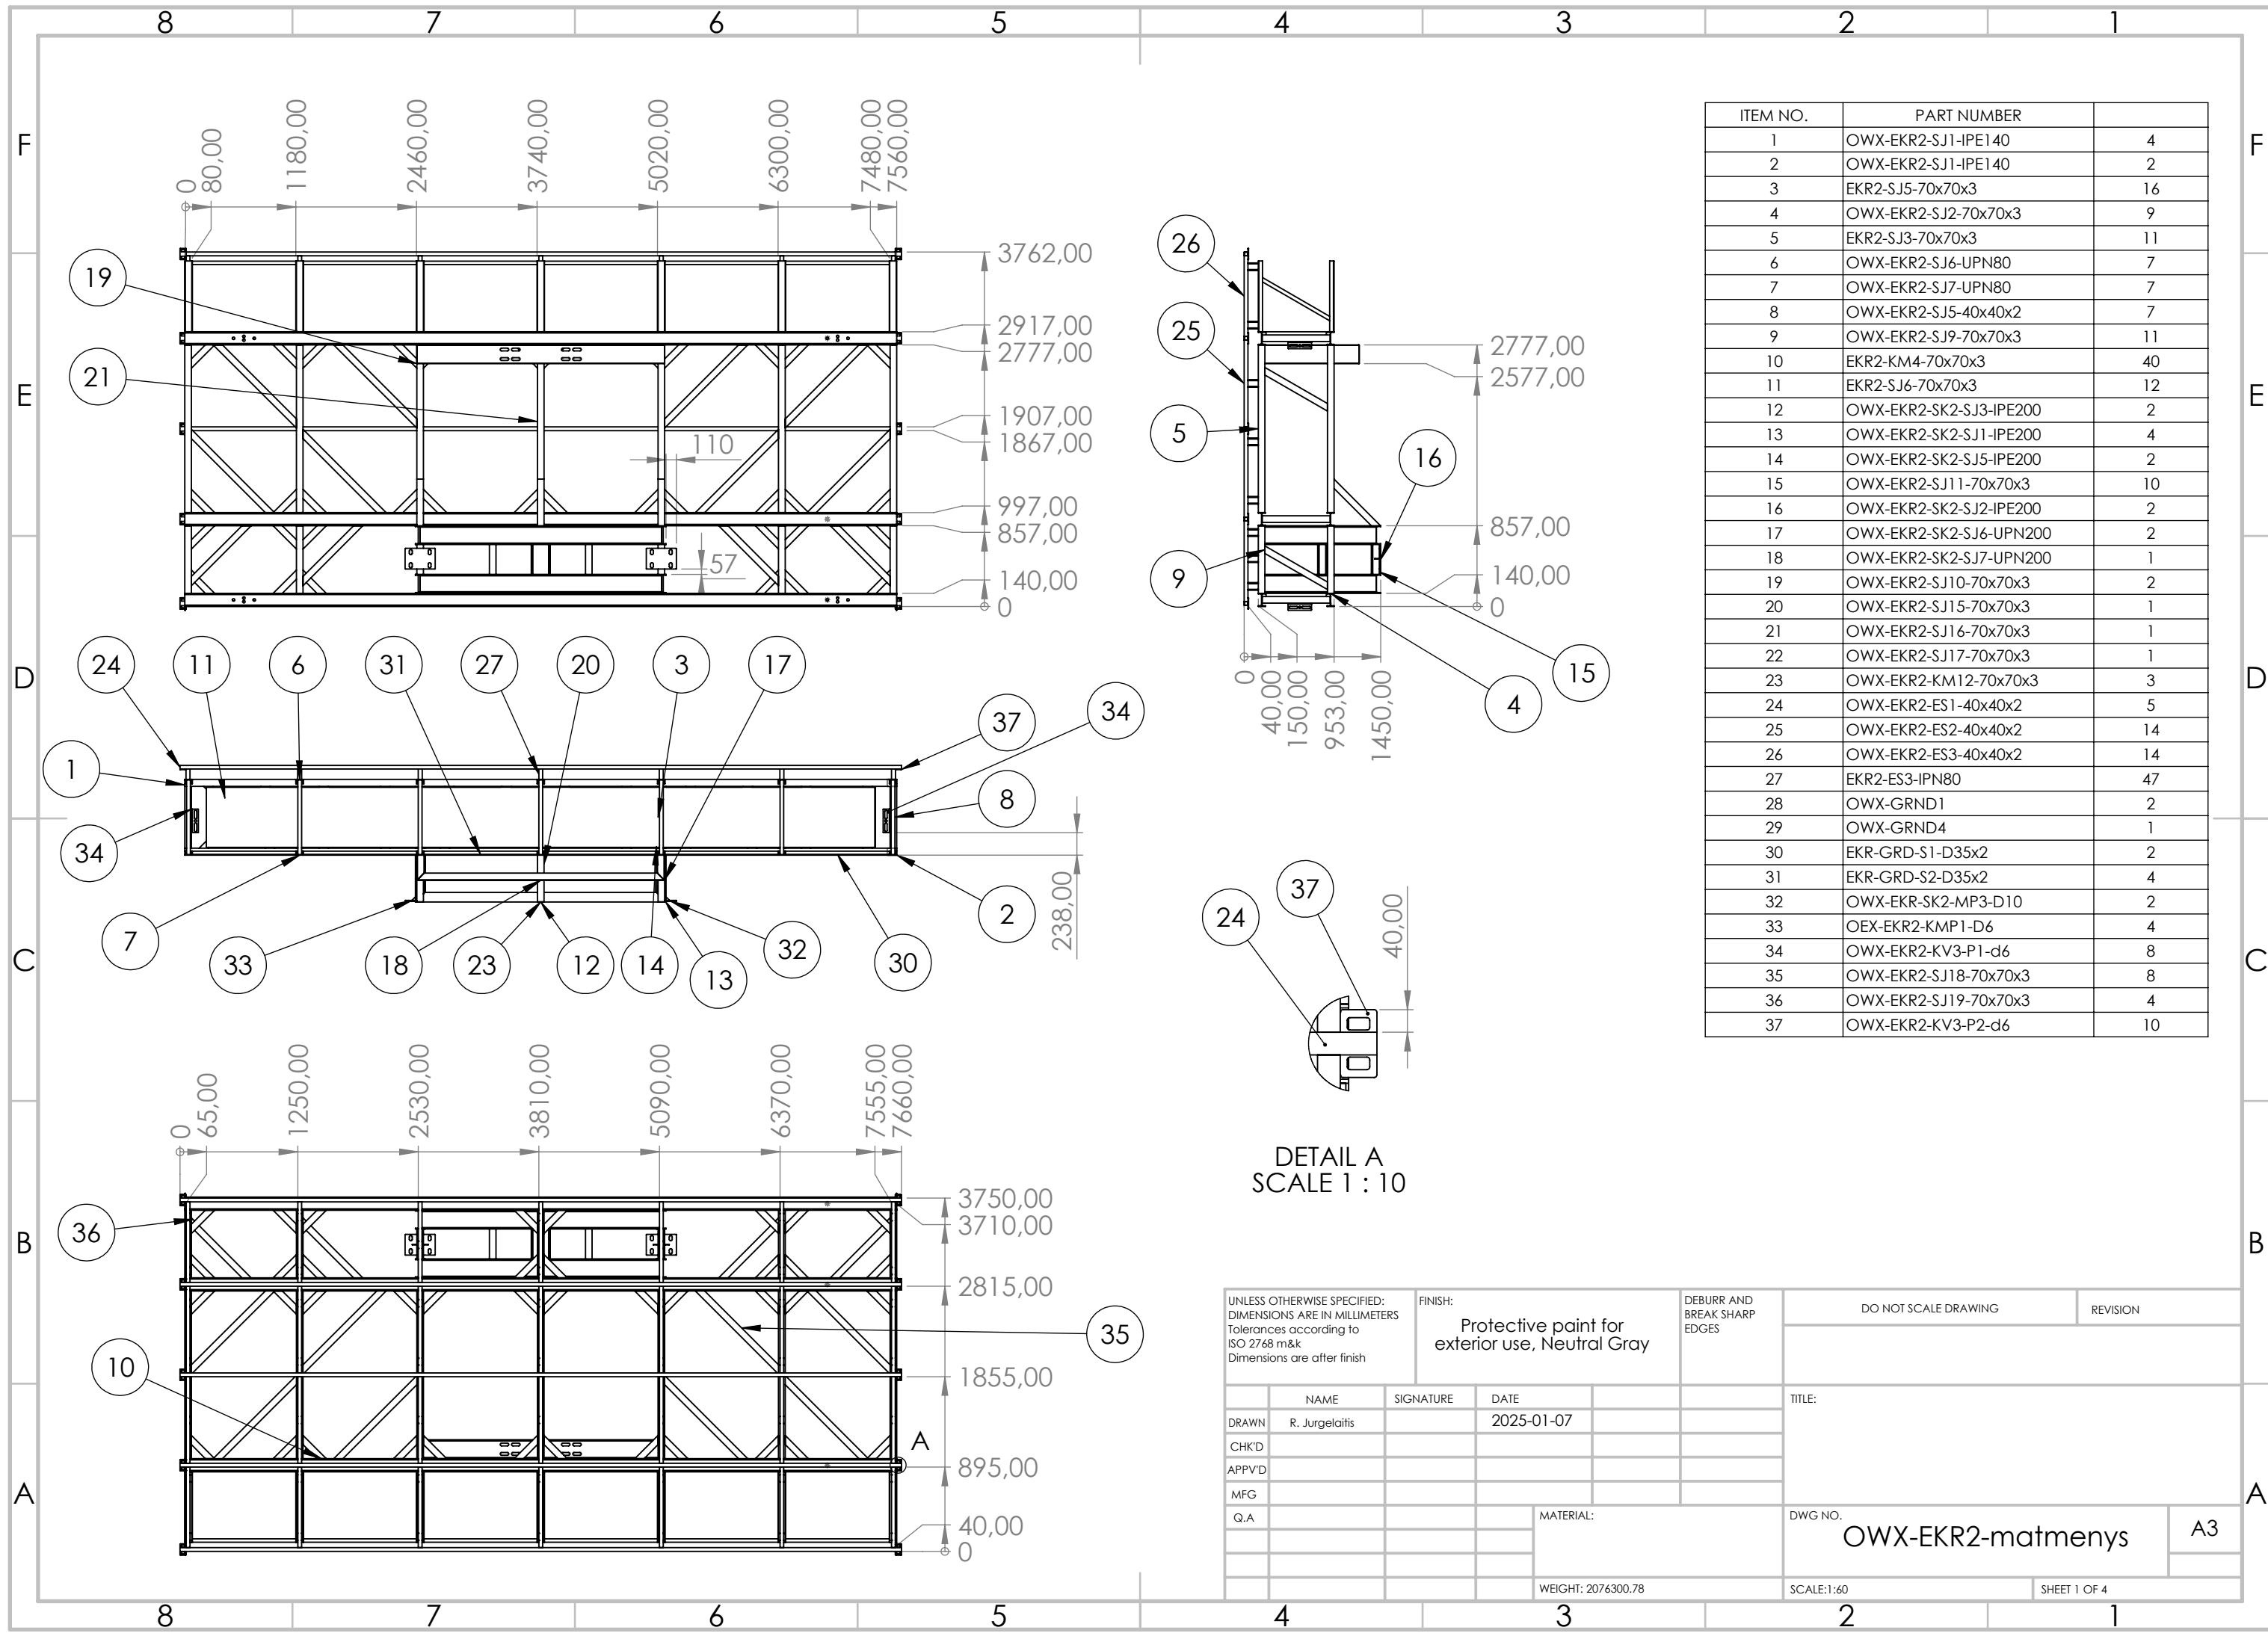 8 7 6 5 4 3 2 1
F
E
D
C
B
A
F
E
D
C
B
A
0
80,00
1180,00
2460,00
3740,00
5020,00
6300,00
7480,00
7560,00
3762,00
2917,00
2777,00
1907,00
1867,00
997,00
857,00
140,00
0
110
57
19
21
26
25
5
16
9
15
4
2777,00
2577,00
857,00
140,00
0
0
40,00
150,00
953,00
1450,00
24 11 6 31 27 20 3 17
37
34
1
34
8
2
7
33
18
23
12
14
13
32
30
238,00
37
24
40,00
DETAIL A
SCALE 1 : 10
0
65,00
1250,00
2530,00
3810,00
5090,00
6370,00
7555,00
7660,00
3750,00
3710,00
2815,00
1855,00
895,00
40,00
0
36
10
35
A
ITEM NO. PART NUMBER
1 OWX-EKR2-SJ1-IPE140 4
2 OWX-EKR2-SJ1-IPE140 2
3 EKR2-SJ5-70x70x3 16
4 OWX-EKR2-SJ2-70x70x3 9
5 EKR2-SJ3-70x70x3 11
6 OWX-EKR2-SJ6-UPN80 7
7 OWX-EKR2-SJ7-UPN80 7
8 OWX-EKR2-SJ5-40x40x2 7
9 OWX-EKR2-SJ9-70x70x3 11
10 EKR2-KM4-70x70x3 40
11 EKR2-SJ6-70x70x3 12
12 OWX-EKR2-SK2-SJ3-IPE200 2
13 OWX-EKR2-SK2-SJ1-IPE200 4
14 OWX-EKR2-SK2-SJ5-IPE200 2
15 OWX-EKR2-SJ11-70x70x3 10
16 OWX-EKR2-SK2-SJ2-IPE200 2
17 OWX-EKR2-SK2-SJ6-UPN200 2
18 OWX-EKR2-SK2-SJ7-UPN200 1
19 OWX-EKR2-SJ10-70x70x3 2
20 OWX-EKR2-SJ15-70x70x3 1
21 OWX-EKR2-SJ16-70x70x3 1
22 OWX-EKR2-SJ17-70x70x3 1
23 OWX-EKR2-KM12-70x70x3 3
24 OWX-EKR2-ES1-40x40x2 5
25 OWX-EKR2-ES2-40x40x2 14
26 OWX-EKR2-ES3-40x40x2 14
27 EKR2-ES3-IPN80 47
28 OWX-GRND1 2
29 OWX-GRND4 1
30 EKR-GRD-S1-D35x2 2
31 EKR-GRD-S2-D35x2 4
32 OWX-EKR-SK2-MP3-D10 2
33 OEX-EKR2-KMP1-D6 4
34 OWX-EKR2-KV3-P1-d6 8
35 OWX-EKR2-SJ18-70x70x3 8
36 OWX-EKR2-SJ19-70x70x3 4
37 OWX-EKR2-KV3-P2-d6 10
UNLESS OTHERWISE SPECIFIED:
DIMENSIONS ARE IN MILLIMETERS
Tolerances according to
ISO 2768 m&k
Dimensions are after finish
FINISH:
Protective paint for
exterior use, Neutral Gray
DEBURR AND
BREAK SHARP
EDGES
DO NOT SCALE DRAWING
REVISION
NAME SIGNATURE DATE
DRAWN R. Jurgelaitis 2025-01-07
CHK'D
APPV'D
MFG
Q.A
MATERIAL:
WEIGHT: 2076300.78
TITLE:
DWG NO.
OWX-EKR2-matmenys
A3
SCALE:1:60
SHEET 1 OF 4
8 7 6 5 4 3 2 1